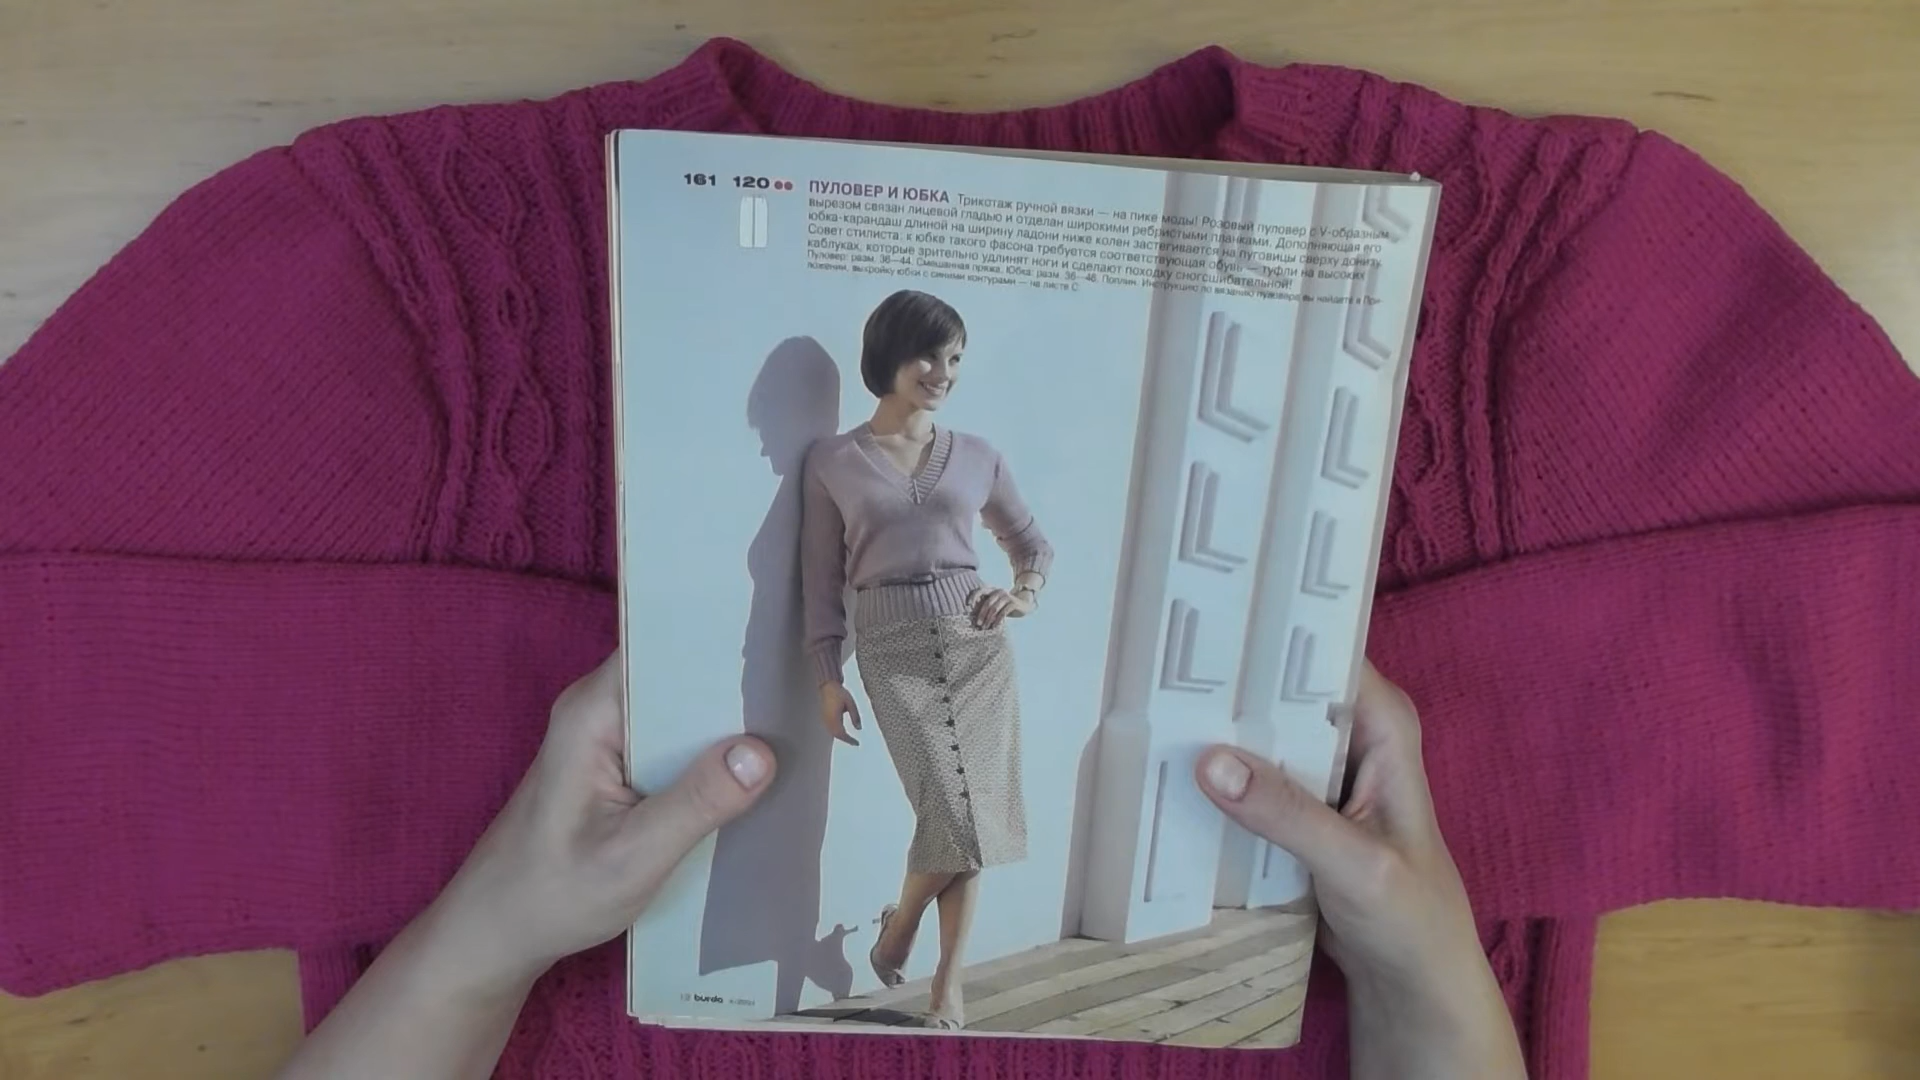 161 120 ПУЛОВЕР И ЮБКА Трикотаж ручной вязки — на пике моды! Розовый пуловер с V-образным
вырезом связан лицевой гладью и отделан широкими ребристыми планками. Дополняющая его
юбка-карандаш длиной на ширину ладони ниже колен застегивается на пуговицы сверху донизу.
Совет стилиста: к юбке такого фасона требуется соответствующая обувь — туфли на высоких
каблуках, которые зрительно удлинят ноги и сделают походку сногсшибательной!
Пуловер: разм. 36—44. Смешанная пряжа. Юбка: разм. 36—46. Поплин. Инструкцию по вязанию пуловера вы найдете в При-
ложении, выкройку юбки с синими контурами — на листе C.
burda